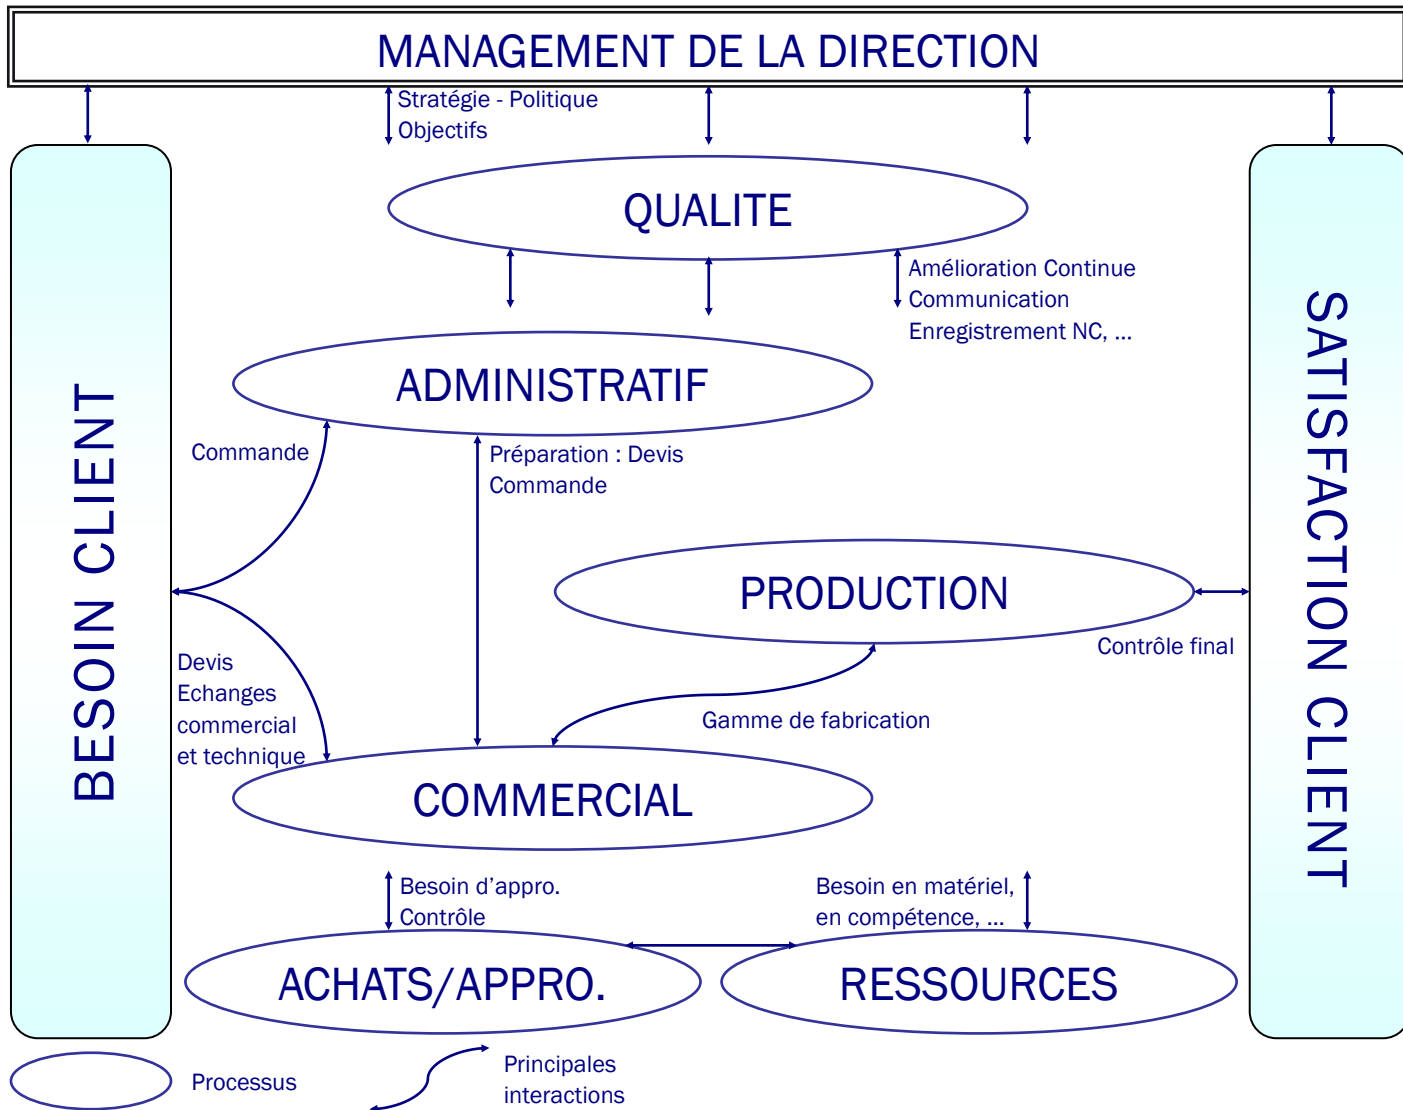 MANAGEMENT DE LA DIRECTION
Stratégie - Politique
Objectifs
QUALITE
Amélioration Continue
Communication
Enregistrement NC, ...
ADMINISTRATIF
Commande
Préparation : Devis
Commande
BESOIN CLIENT
SATISFACTION CLIENT
PRODUCTION
Contrôle final
Devis
Echanges
commercial
et technique
Gamme de fabrication
COMMERCIAL
Besoin d’appro.
Contrôle
Besoin en matériel,
en compétence, ...
ACHATS/APPRO.
RESSOURCES
Processus
Principales
interactions